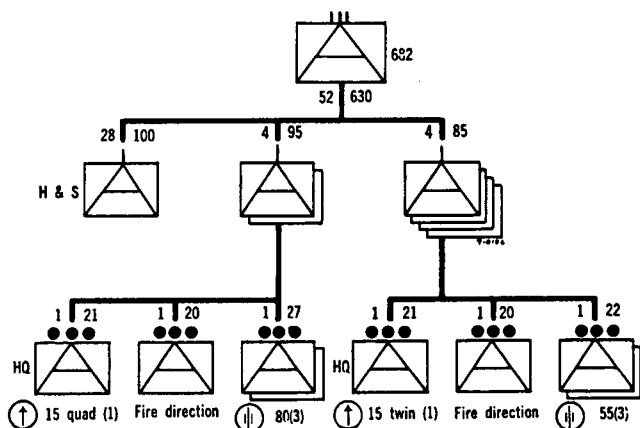 682
52 630
28 100
4 95
4 85
H & S
1 21
1 20
1 27
1 21
1 20
1 22
HQ
HQ
15 quad (1)
Fire direction
80(3)
15 twin (1)
Fire direction
55(3)